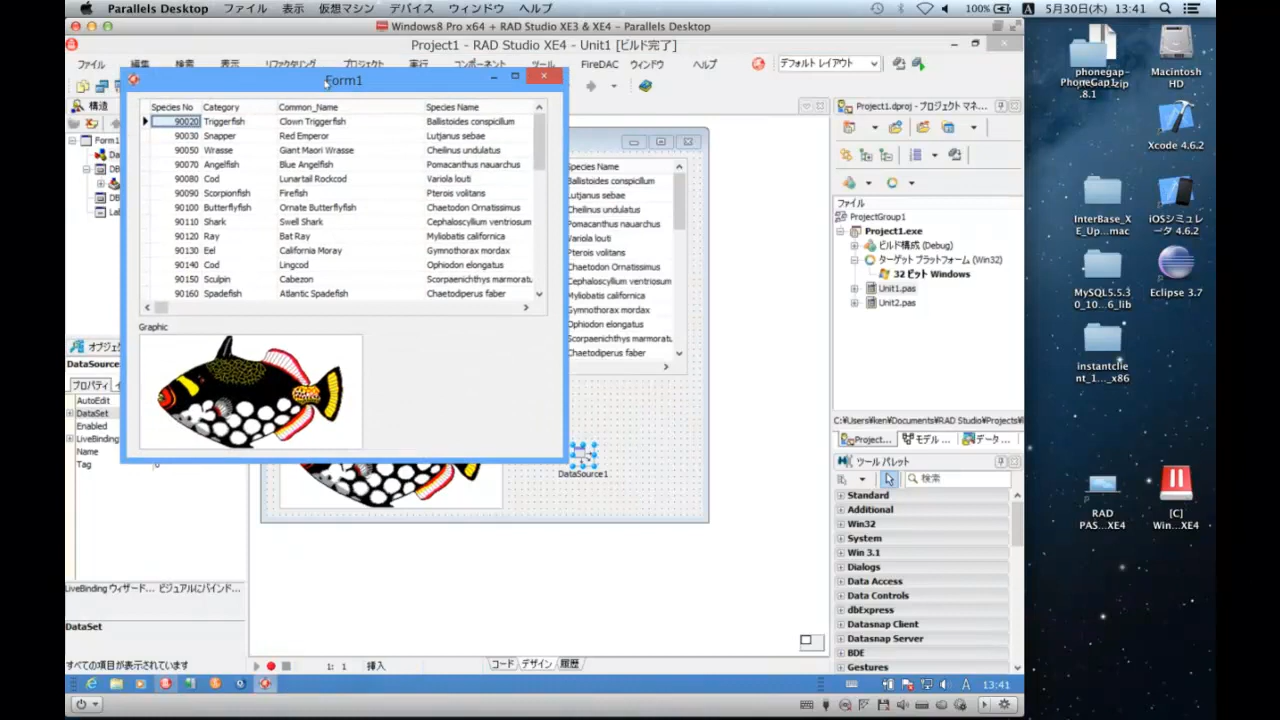 Parallels Desktop ファイル 表示 仮想マシン デバイス ウィンドウ ヘルプ 100% A 5月30日(木) 13:41
Windows8 Pro x64 + RAD Studio XE3 & XE4 - Parallels Desktop
Project1 - RAD Studio XE4 - Unit1 [ビルド完了]
ファイル 編集 検索 表示 リファクタリング プロジェクト 実行 コンポーネント ツール FireDAC ウィンドウ ヘルプ デフォルト レイアウト
Form1
構造
Form1
Species No Category Common_Name Species Name
90020 Triggerfish Clown Triggerfish Ballistoides conspicillum
90030 Snapper Red Emperor Lutjanus sebae
90050 Wrasse Giant Maori Wrasse Cheilinus undulatus
90070 Angelfish Blue Angelfish Pomacanthus nauarchus
90080 Cod Lunartail Rockcod Variola louti
90090 Scorpionfish Firefish Pterois volitans
90100 Butterflyfish Ornate Butterflyfish Chaetodon Ornatissimus
90110 Shark Swell Shark Cephaloscyllium ventriosum
90120 Ray Bat Ray Myliobatis californica
90130 Eel California Moray Gymnothorax mordax
90140 Cod Lingcod Ophiodon elongatus
90150 Sculpin Cabezon Scorpaenichthys marmoratu
90160 Spadefish Atlantic Spadefish Chaetodiperus faber
Graphic
Species Name
Ballistoides conspicillum
Lutjanus sebae
Cheilinus undulatus
Pomacanthus nauarchus
Variola louti
Pterois volitans
Chaetodon Ornatissimus
Cephaloscyllium ventriosum
Myliobatis californica
Gymnothorax mordax
Ophiodon elongatus
Scorpaenichthys marmorat
Chaetodiperus faber
DataSource1
オブジェ
DataSource
プロパティ
AutoEdit
DataSet
Enabled
LiveBinding
Name
Tag 0
LiveBinding ウィザード... ビジュアルにバインド...
DataSet
すべての項目が表示されています
1: 1 挿入 コード デザイン 履歴
Project1.dproj - プロジェクト マネ...
ファイル
ProjectGroup1
Project1.exe
ビルド構成 (Debug)
ターゲット プラットフォーム (Win32)
32 ビット Windows
Unit1.pas
Unit2.pas
C:¥Users¥ken¥Documents¥RAD Studio¥Projects¥
Project... モデル... データ...
ツール パレット
検索
Standard
Additional
Win32
System
Win 3.1
Dialogs
Data Access
Data Controls
dbExpress
Datasnap Client
Datasnap Server
BDE
Gestures
A 13:41
phonegap-
PhoneGap1 zip
.8.1
Macintosh
HD
Xcode 4.6.2
InterBase_X
E_Up...mac
iOSシミュレ
ータ 4.6.2
MySQL5.5.3
0_10...6_lib
Eclipse 3.7
instantclie
nt_1..._x86
RAD
PAS...XE4
[C]
Win...XE4